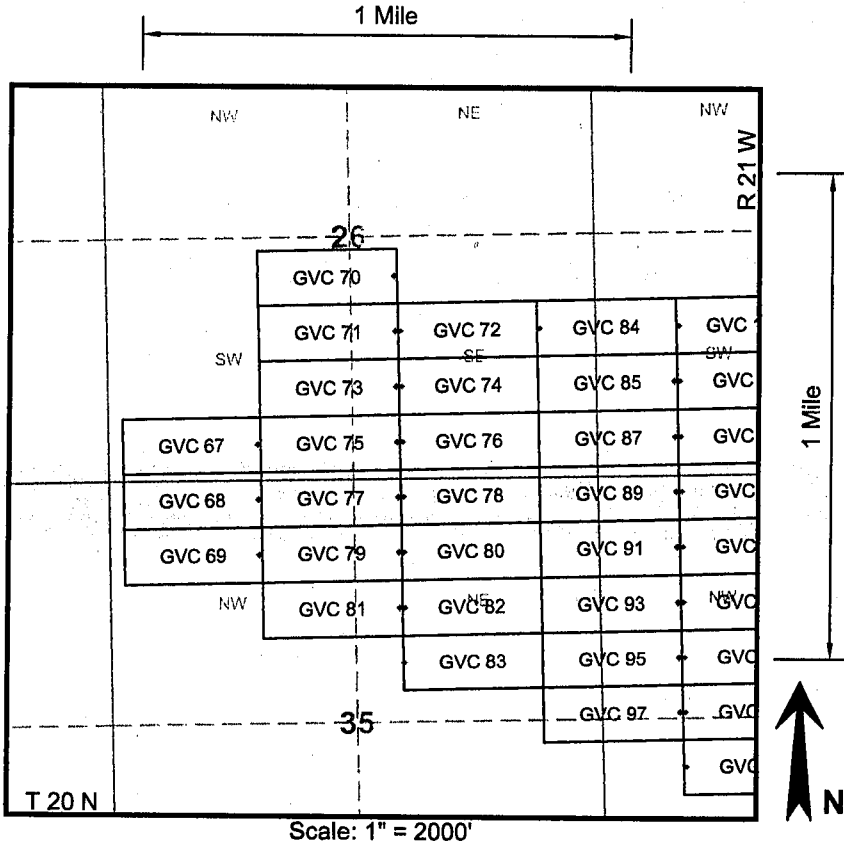 1 Mile
NW NE NW
R 21 W
26
GVC 70
GVC 71 GVC 72 GVC 84 GVC
SW SE SW
GVC 73 GVC 74 GVC 85 GVC
1 Mile
GVC 67 GVC 75 GVC 76 GVC 87 GVC
GVC 68 GVC 77 GVC 78 GVC 89 GVC
GVC 69 GVC 79 GVC 80 GVC 91 GVC
NW NE NW
GVC 81 GVC 82 GVC 93 GVC
GVC 83 GVC 95 GVC
35
GVC 97 GVC
GVC
T 20 N
N
Scale: 1" = 2000'